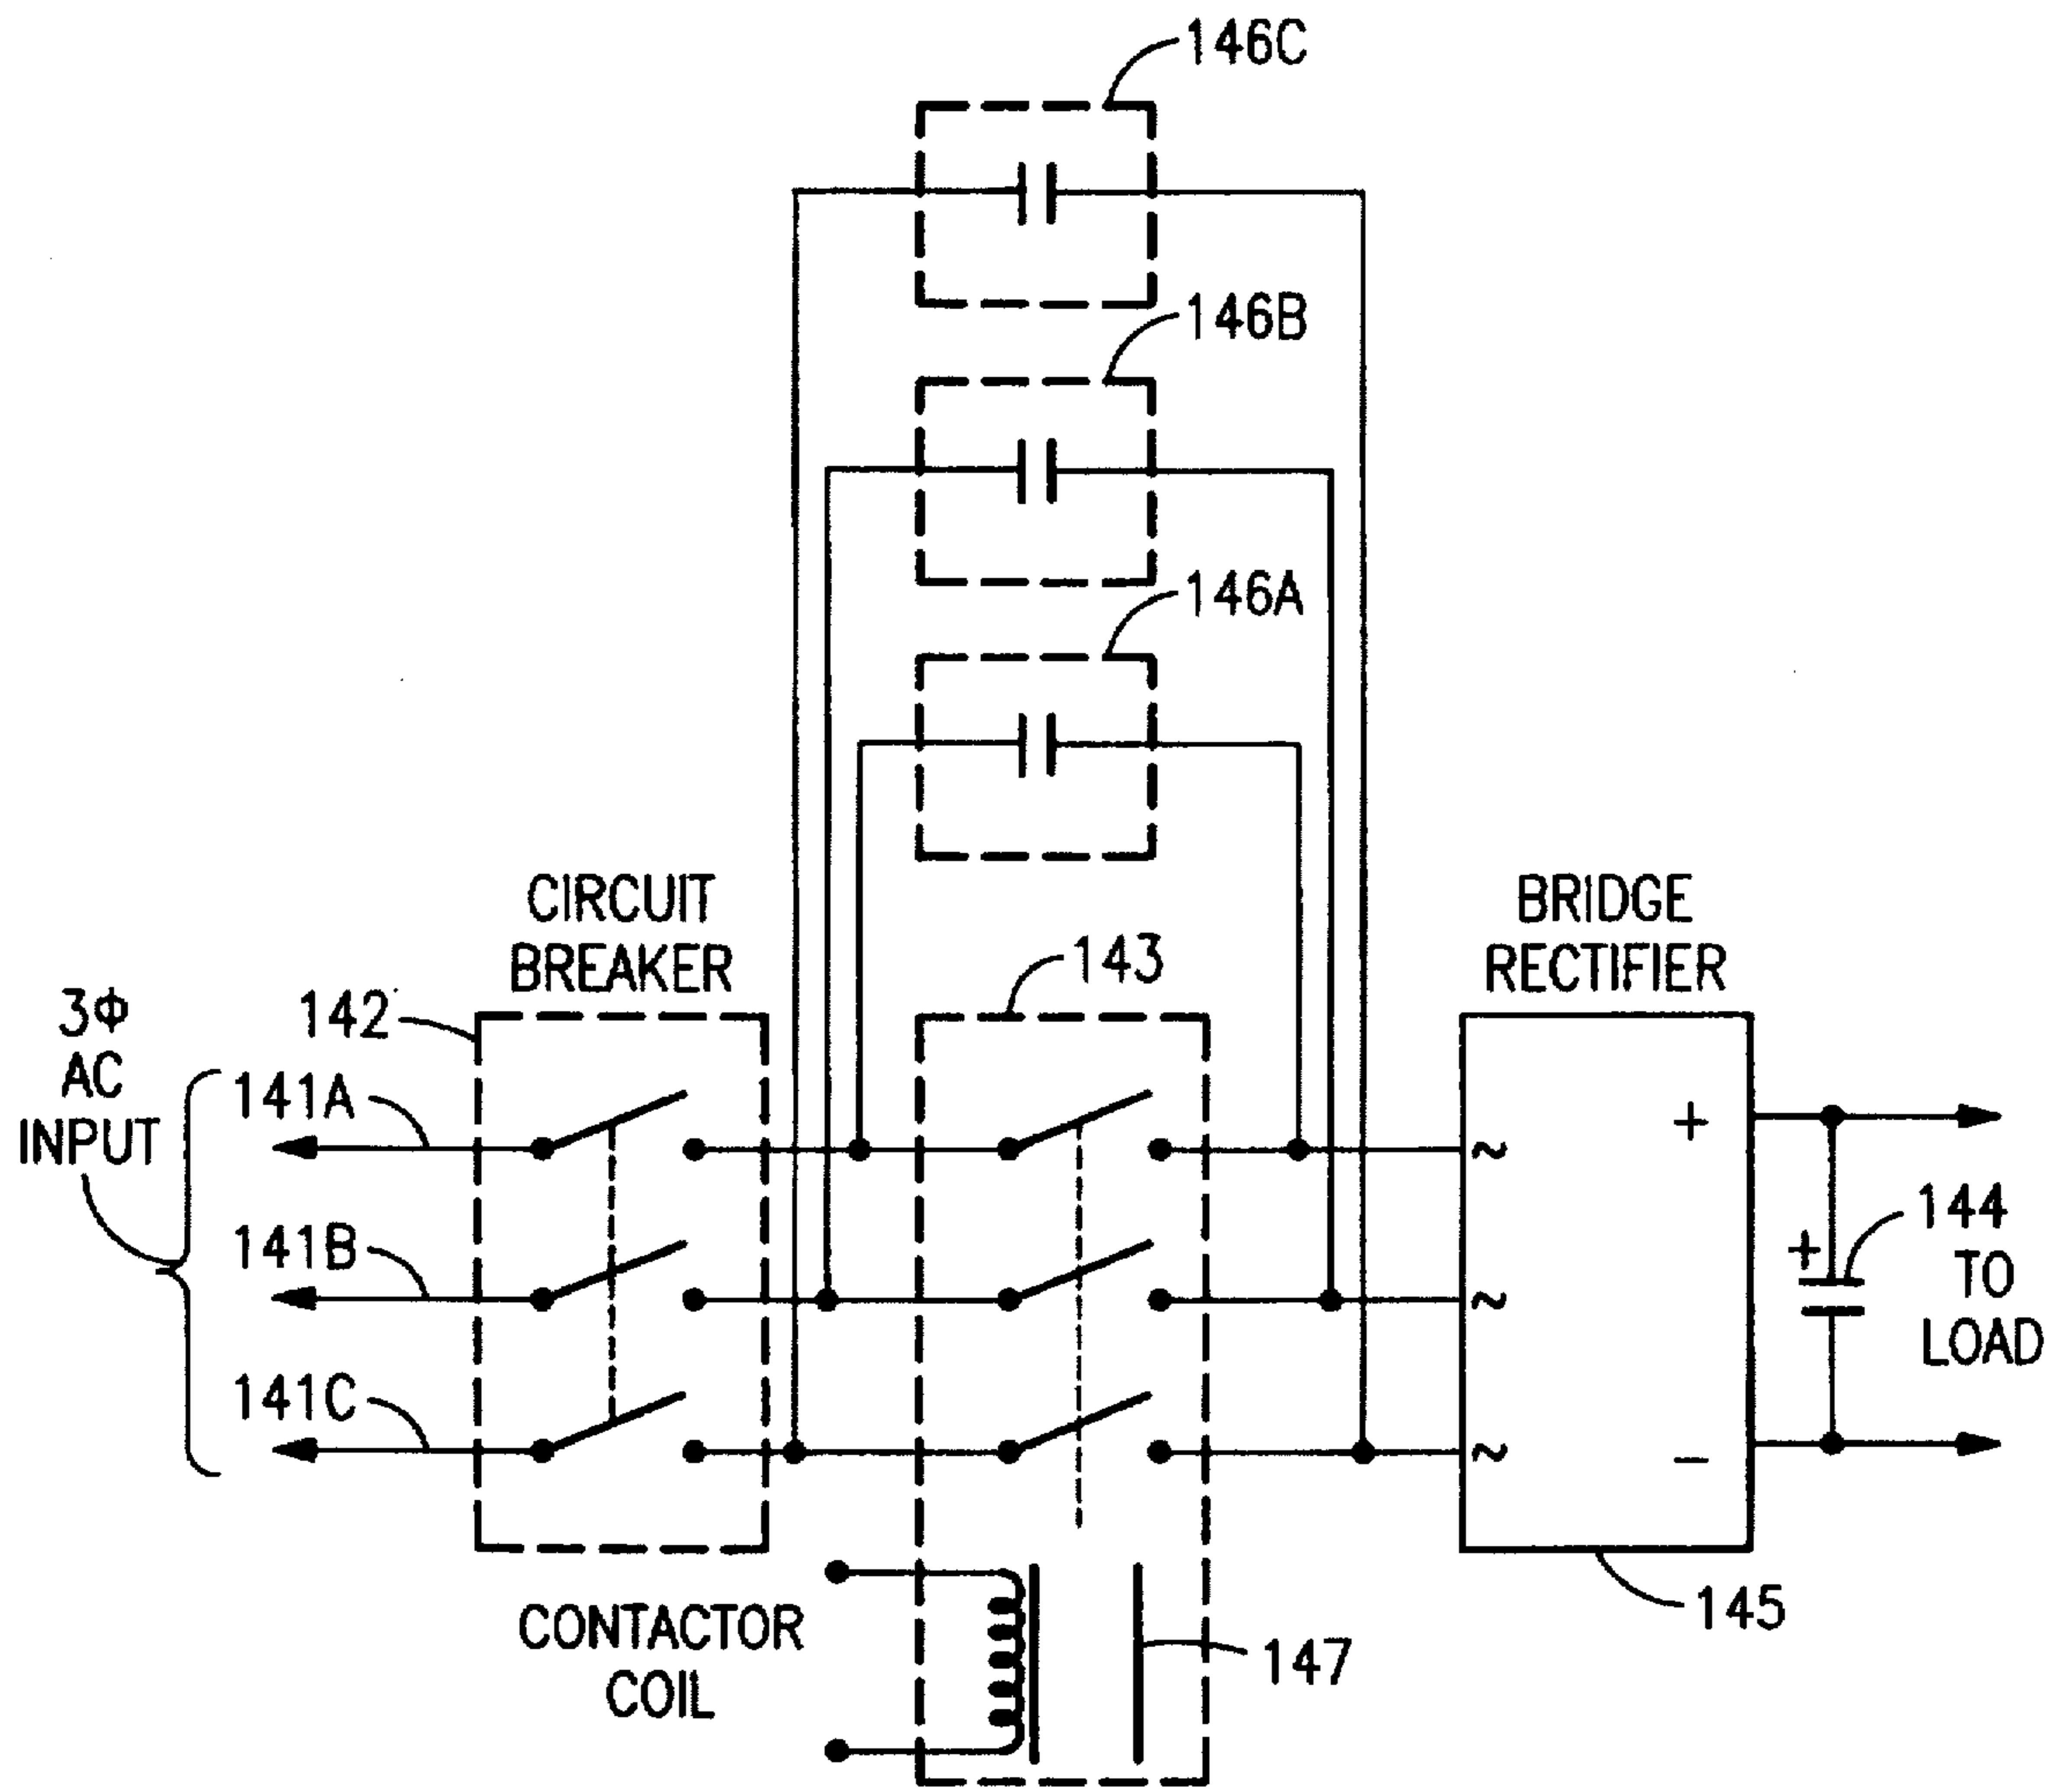 146C
146B
146A
CIRCUIT
BREAKER
143
BRIDGE
RECTIFIER
3Φ
AC
INPUT
142
141A
141B
141C
~
~
~
+
−
+
144
TO
LOAD
CONTACTOR
COIL
147
145